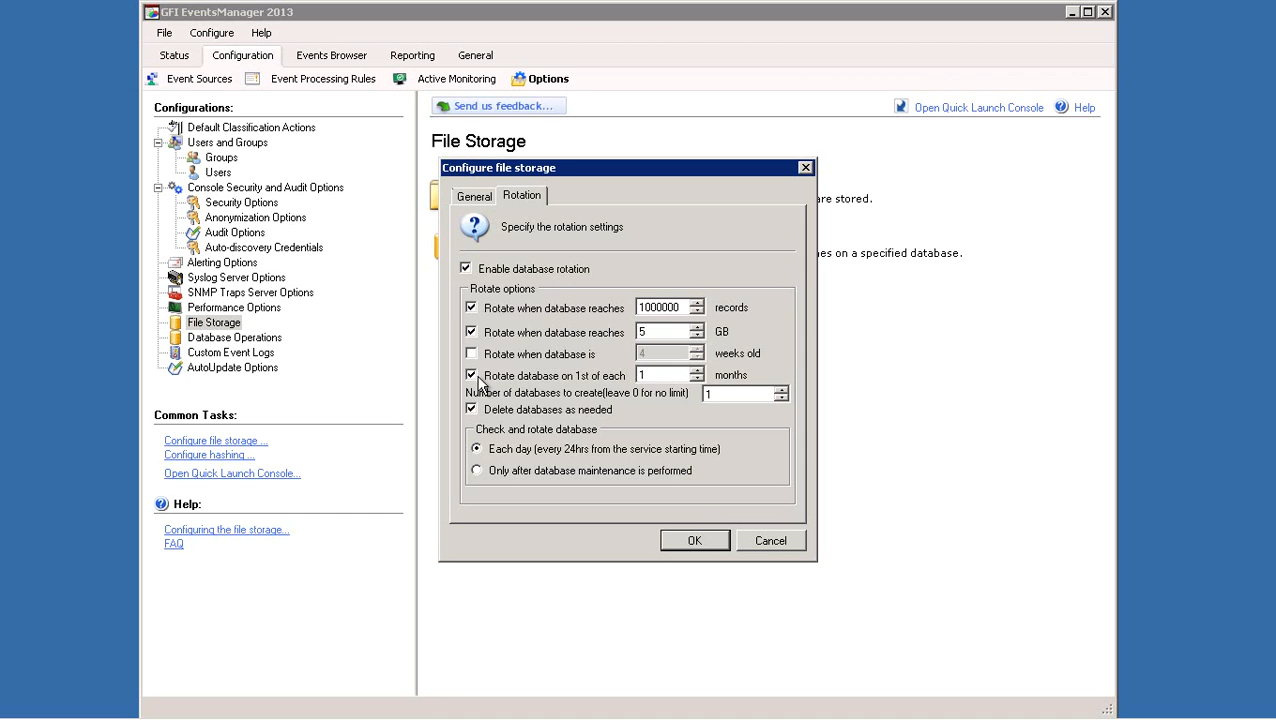 GFI EventsManager 2013
File Configure Help
Status Configuration Events Browser Reporting General
Event Sources Event Processing Rules Active Monitoring Options
Configurations:
Default Classification Actions
Users and Groups
Groups
Users
Console Security and Audit Options
Security Options
Anonymization Options
Audit Options
Auto-discovery Credentials
Alerting Options
Syslog Server Options
SNMP Traps Server Options
Performance Options
File Storage
Database Operations
Custom Event Logs
AutoUpdate Options
Common Tasks:
Configure file storage ...
Configure hashing ...
Open Quick Launch Console...
Help:
Configuring the file storage...
FAQ
Send us feedback...
Open Quick Launch Console Help
File Storage
are stored.
on a specified database.
Configure file storage
General Rotation
Specify the rotation settings
Enable database rotation
Rotate options
Rotate when database reaches 1000000 records
Rotate when database reaches 5 GB
Rotate when database is 4 weeks old
Rotate database on 1st of each 1 months
Number of databases to create(leave 0 for no limit) 1
Delete databases as needed
Check and rotate database
Each day (every 24hrs from the service starting time)
Only after database maintenance is performed
OK Cancel